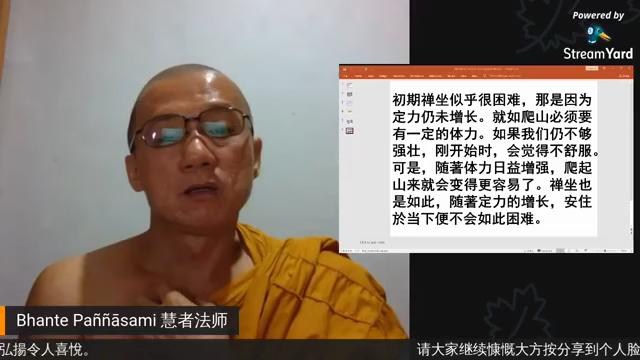 Powered by
StreamYard
初期禅坐似乎很困难，那是因为
定力仍未增长。就如爬山必须要
有一定的体力。如果我们仍不够
强壮，刚开始时，会觉得不舒服。
可是，随著体力日益增强，爬起
山来就会变得更容易了。禅坐也
是如此，随著定力的增长，安住
於当下便不会如此困难。
Bhante Paññāsami 慧者法师
弘揚令人喜悅。
请大家继续慷慨大方按分享到个人脸